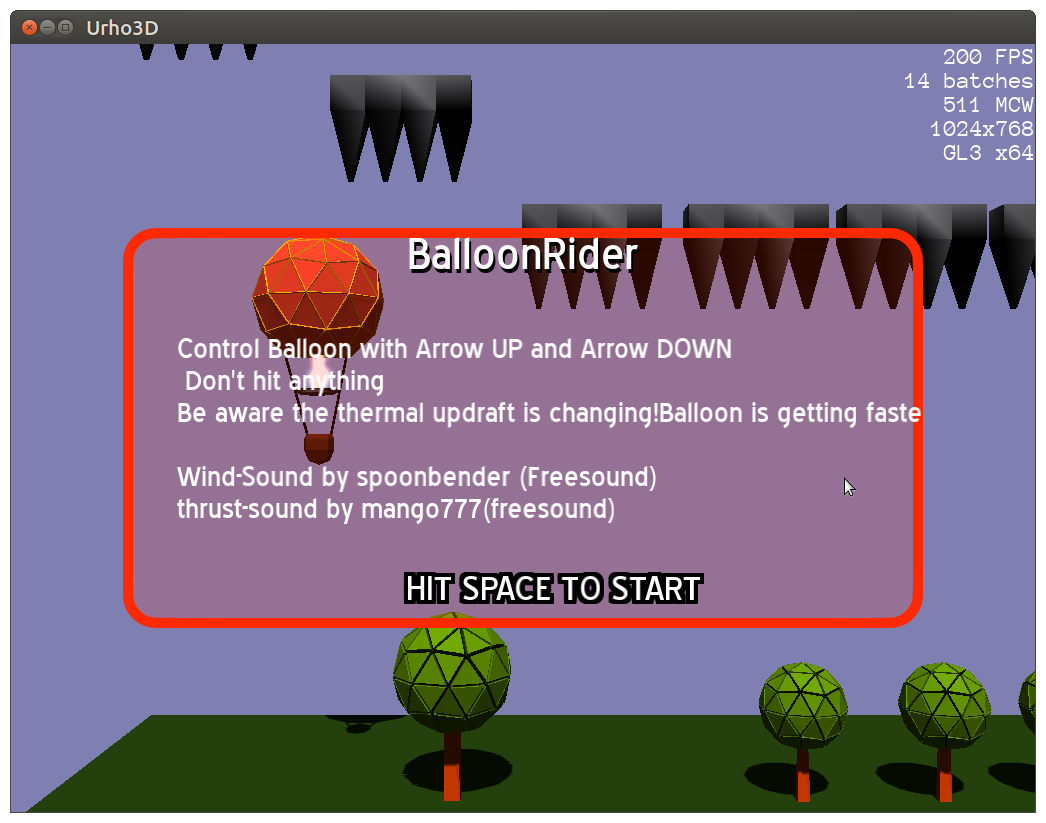 Urho3D
200 FPS
14 batches
511 MCW
1024x768
GL3 x64
BalloonRider
Control Balloon with Arrow UP and Arrow DOWN
Don't hit anything
Be aware the thermal updraft is changing!Balloon is getting faste
Wind-Sound by spoonbender (Freesound)
thrust-sound by mango777(freesound)
HIT SPACE TO START